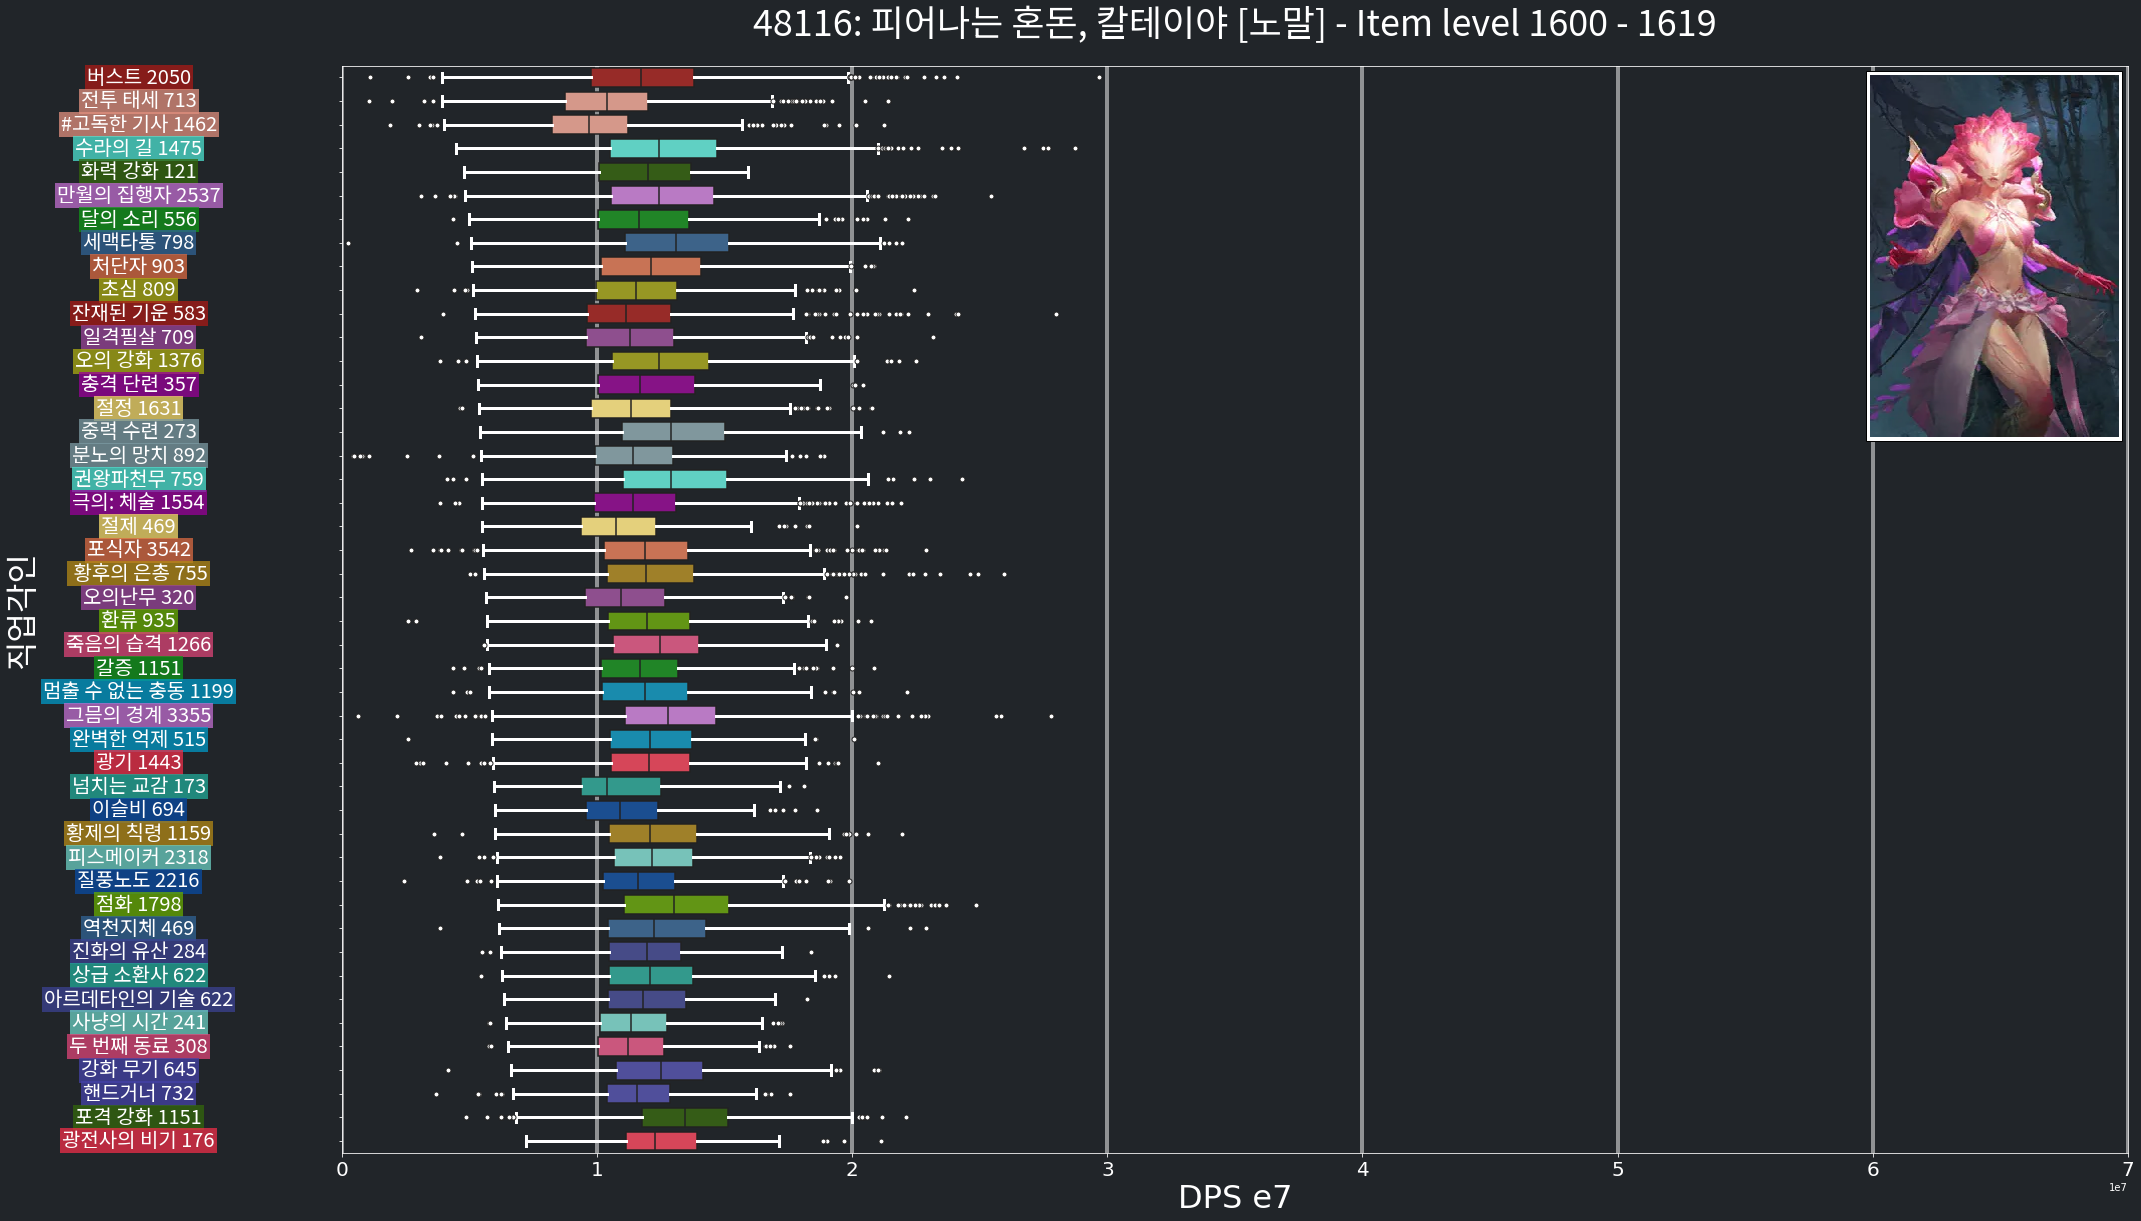 48116: 피어나는 혼돈, 칼테이야 [노말] - Item level 1600 - 1619
직업각인
버스트 2050
전투 태세 713
#고독한 기사 1462
수라의 길 1475
화력 강화 121
만월의 집행자 2537
달의 소리 556
세맥타통 798
처단자 903
초심 809
잔재된 기운 583
일격필살 709
오의 강화 1376
충격 단련 357
절정 1631
중력 수련 273
분노의 망치 892
권왕파천무 759
극의: 체술 1554
절제 469
포식자 3542
황후의 은총 755
오의난무 320
환류 935
죽음의 습격 1266
갈증 1151
멈출 수 없는 충동 1199
그믐의 경계 3355
완벽한 억제 515
광기 1443
넘치는 교감 173
이슬비 694
황제의 칙령 1159
피스메이커 2318
질풍노도 2216
점화 1798
역천지체 469
진화의 유산 284
상급 소환사 622
아르데타인의 기술 622
사냥의 시간 241
두 번째 동료 308
강화 무기 645
핸드거너 732
포격 강화 1151
광전사의 비기 176
0 1 2 3 4 5 6 7
1e7
DPS e7